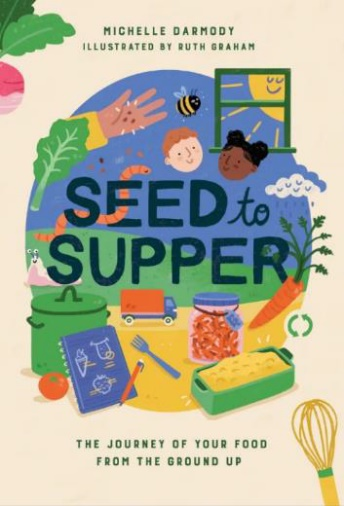 MICHELLE DARMODY
ILLUSTRATED BY RUTH GRAHAM
SEED to
SUPPER
THE JOURNEY OF YOUR FOOD
FROM THE GROUND UP